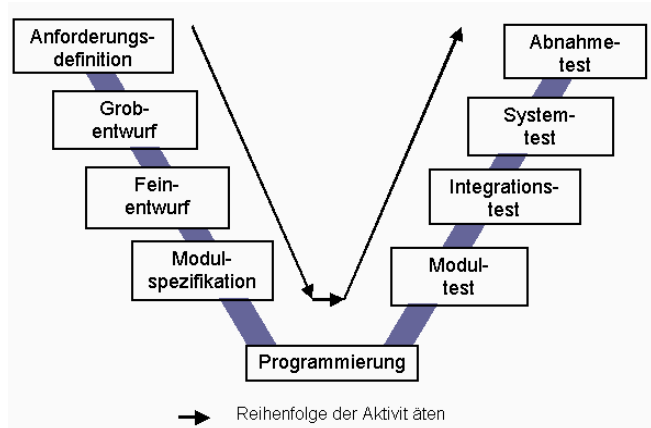 Anforderungs-
definition
Grob-
entwurf
Fein-
entwurf
Modul-
spezifikation
Programmierung
Modul-
test
Integrations-
test
System-
test
Abnahme-
test
Reihenfolge der Aktivit äten